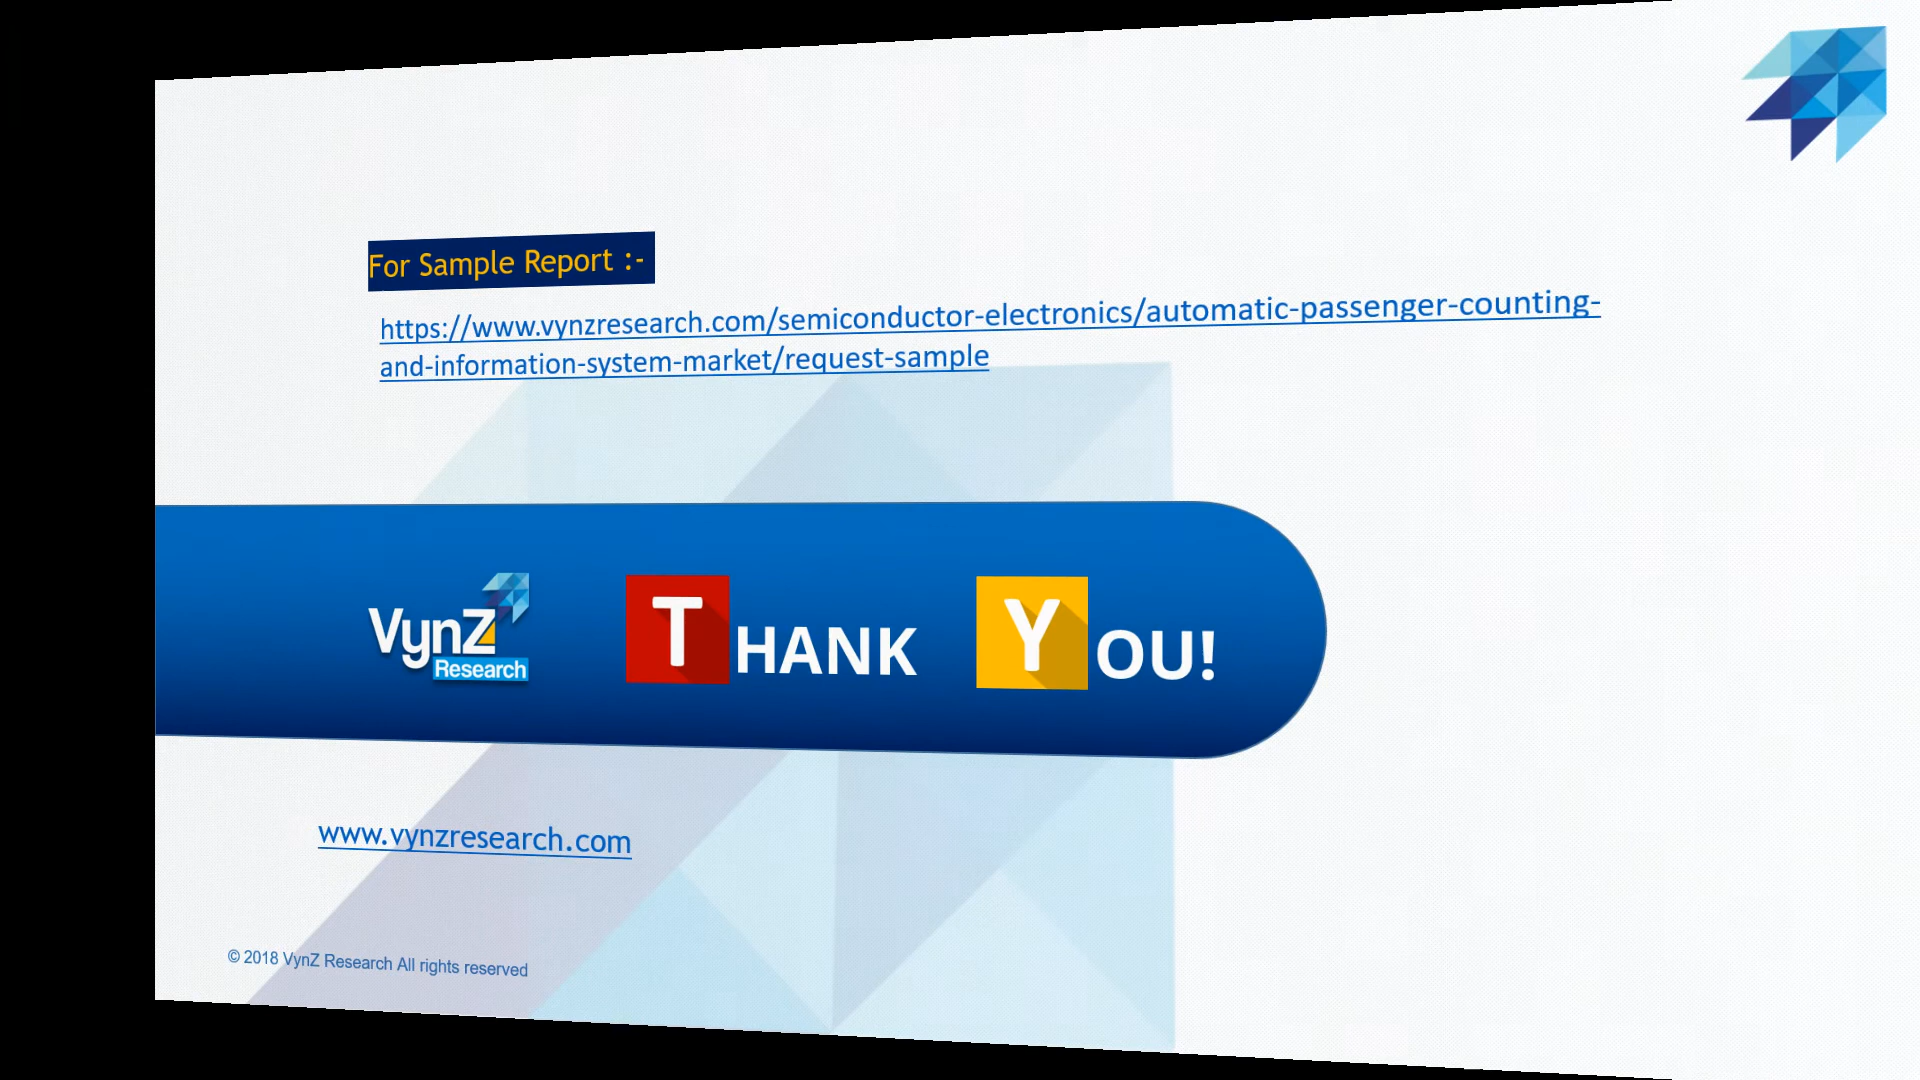 For Sample Report :-
https://www.vynzresearch.com/semiconductor-electronics/automatic-passenger-counting-
and-information-system-market/request-sample
VynZ
Research
THANK YOU!
www.vynzresearch.com
© 2018 VynZ Research All rights reserved